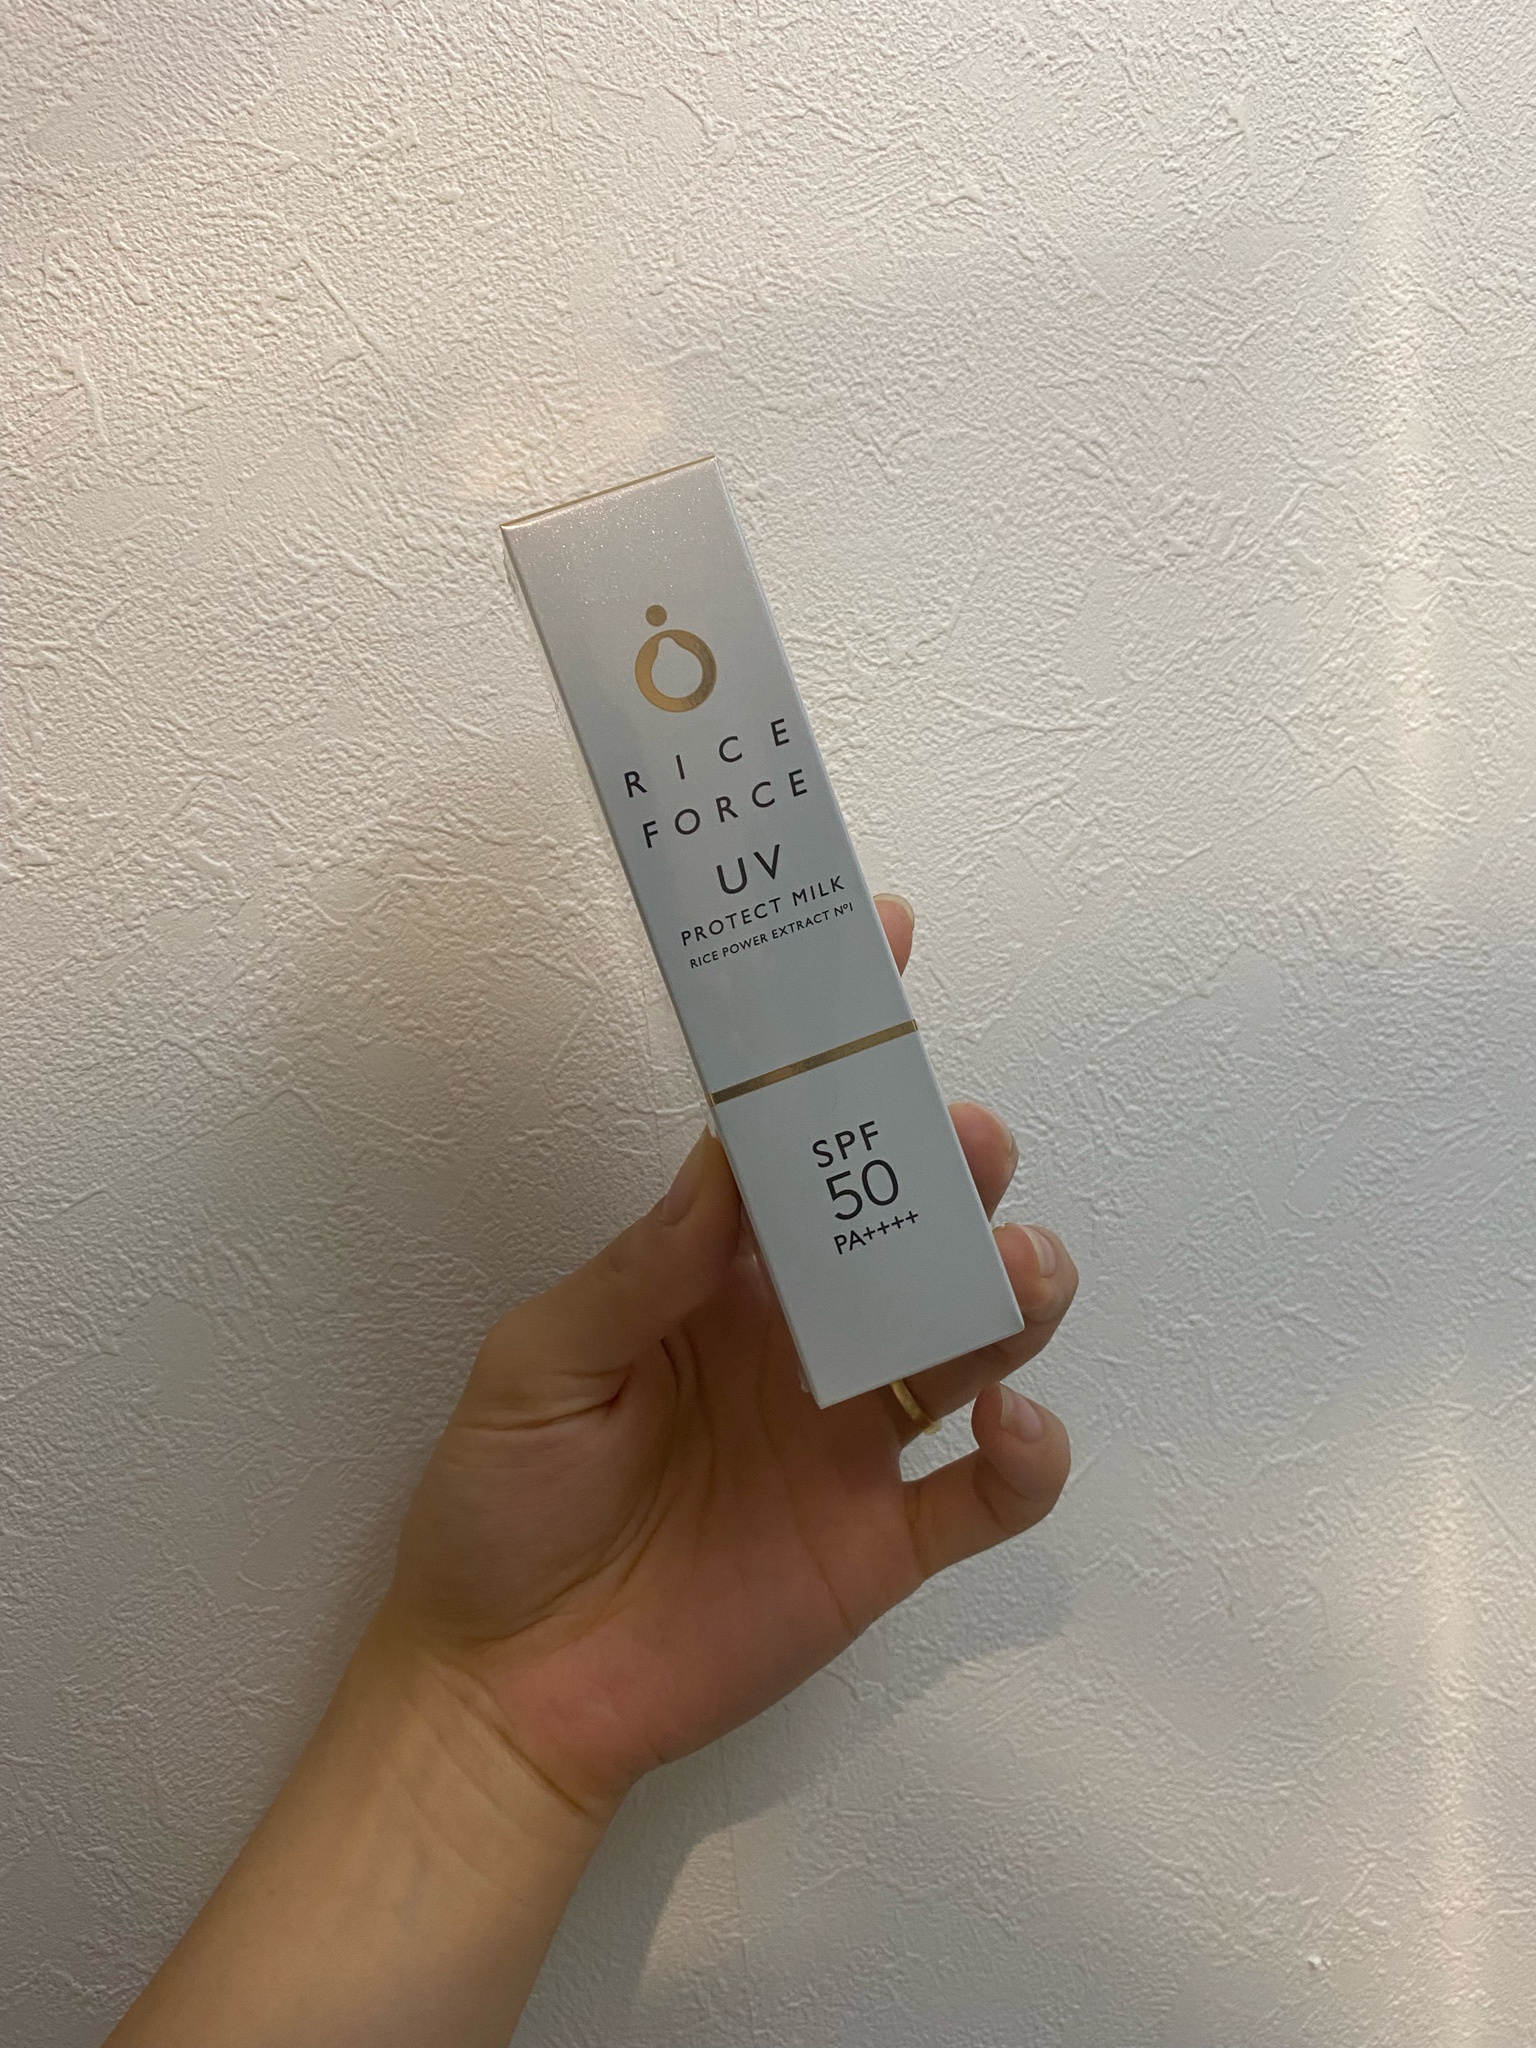 RICE
FORCE
UV
PROTECT MILK
RICE POWER EXTRACT Nº1
SPF
50
PA++++